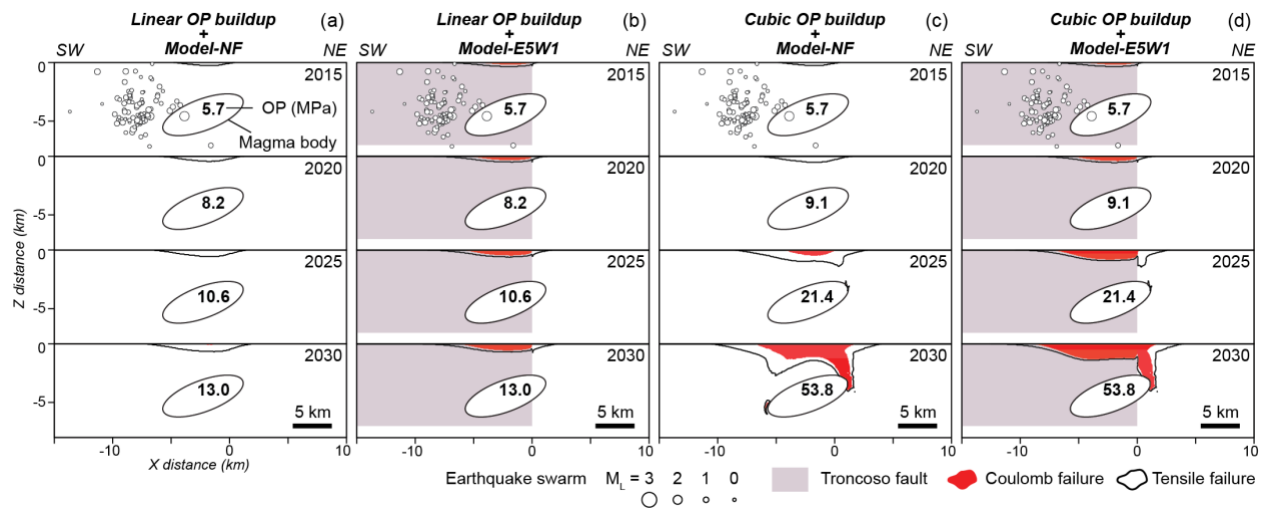 Linear OP buildup
+
Model-NF
(a)
SW
NE
Linear OP buildup
+
Model-E5W1
(b)
SW
NE
Cubic OP buildup
+
Model-NF
(c)
SW
NE
Cubic OP buildup
+
Model-E5W1
(d)
SW
NE
0
2015
5.7
OP (MPa)
-5
Magma body
2015
5.7
2015
5.7
2015
5.7
0
2020
8.2
-5
2020
8.2
2020
9.1
2020
9.1
Z distance (km)
0
2025
10.6
-5
2025
10.6
2025
21.4
2025
21.4
0
2030
13.0
-5
5 km
2030
13.0
5 km
2030
53.8
5 km
2030
53.8
5 km
-10 0 10
-10 0 10
-10 0 10
-10 0 10
X distance (km)
Earthquake swarm
ML = 3 2 1 0
Troncoso fault
Coulomb failure
Tensile failure